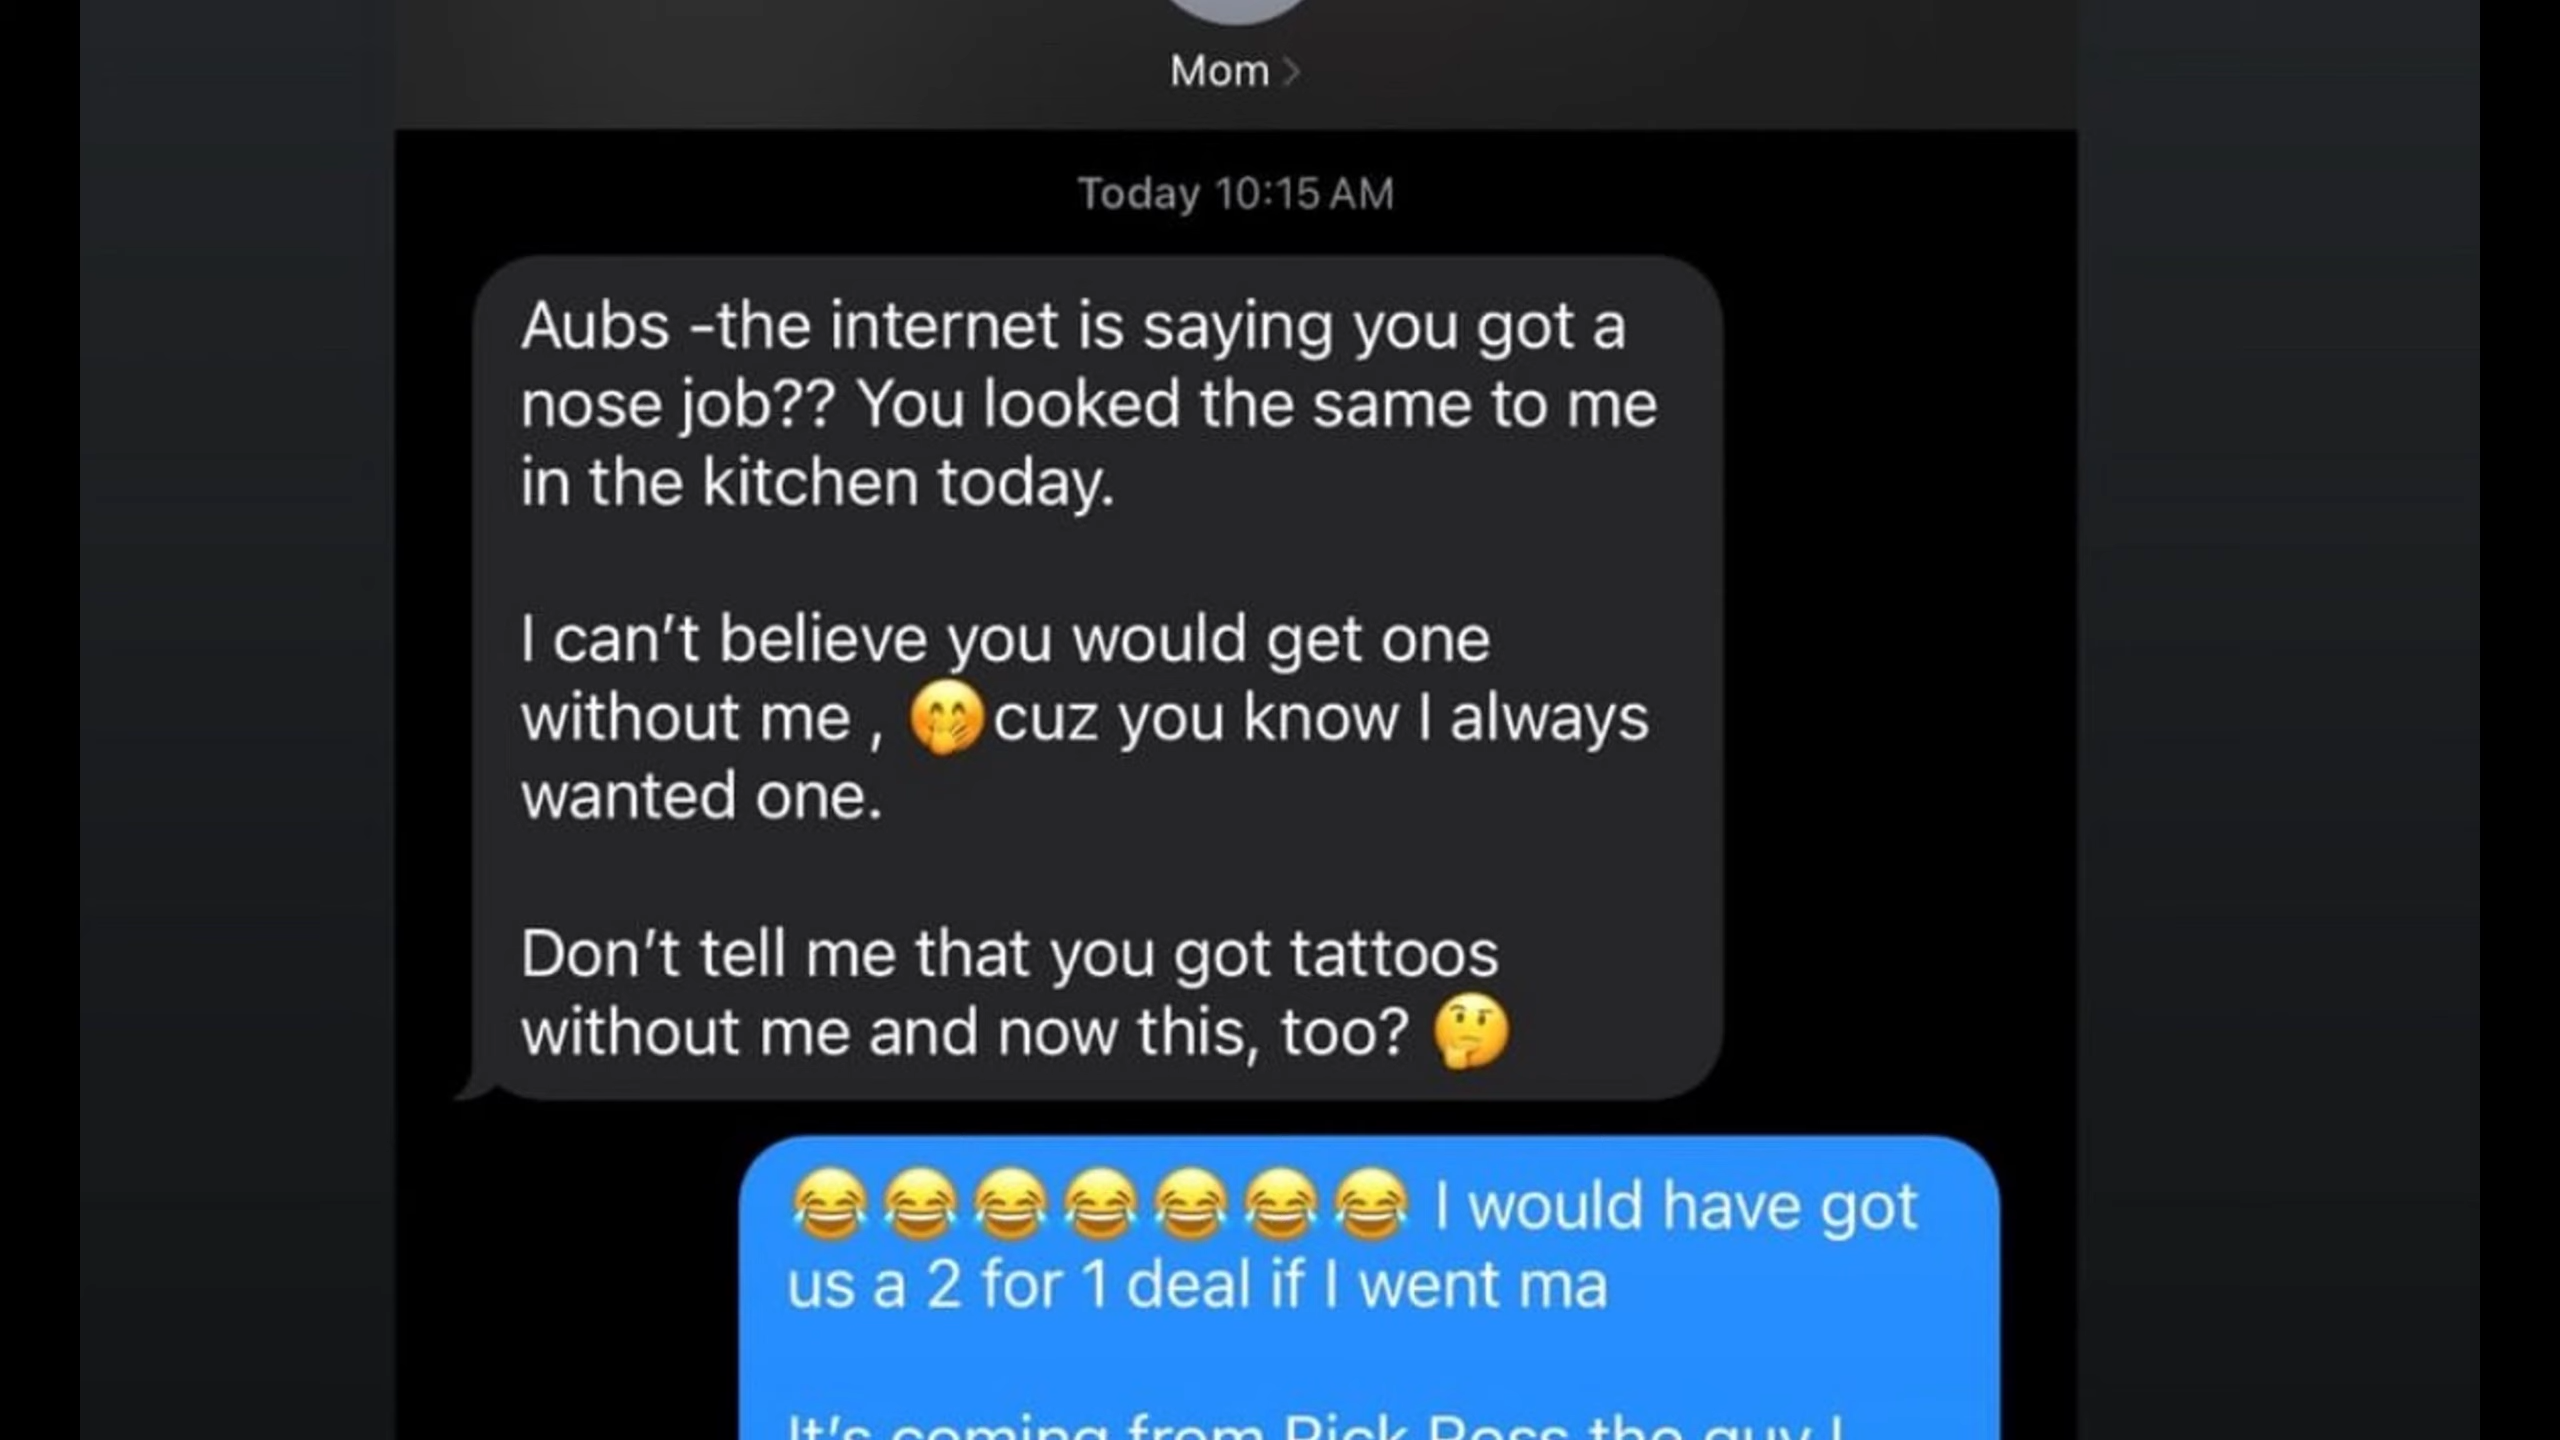 Mom >
Today 10:15 AM
Aubs -the internet is saying you got a
nose job?? You looked the same to me
in the kitchen today.
I can’t believe you would get one
without me , 🤭cuz you know I always
wanted one.
Don’t tell me that you got tattoos
without me and now this, too? 🤔
😂😂😂😂😂😂😂 I would have got
us a 2 for 1 deal if I went ma
It’s coming from Rick Ross the guy I